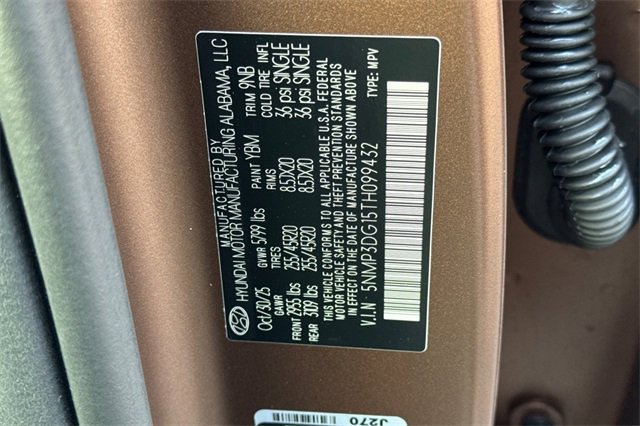 MANUFACTURED BY
HYUNDAI MOTOR MANUFACTURING ALABAMA, LLC
Oct/30/25 GVWR 5799 lbs PAINT YBM TRIM 9NB
GAWR TIRES RIMS COLD TIRE INFL
FRONT 2955 lbs 255/45R20 8.5JX20 36 psi SINGLE
REAR 3109 lbs 255/45R20 8.5JX20 36 psi SINGLE
THIS VEHICLE CONFORMS TO ALL APPLICABLE U.S.A. FEDERAL
MOTOR VEHICLE SAFETY AND THEFT PREVENTION STANDARDS
IN EFFECT ON THE DATE OF MANUFACTURE SHOWN ABOVE
V.I.N 5NMP3DG15TH099432 TYPE: MPV
J270